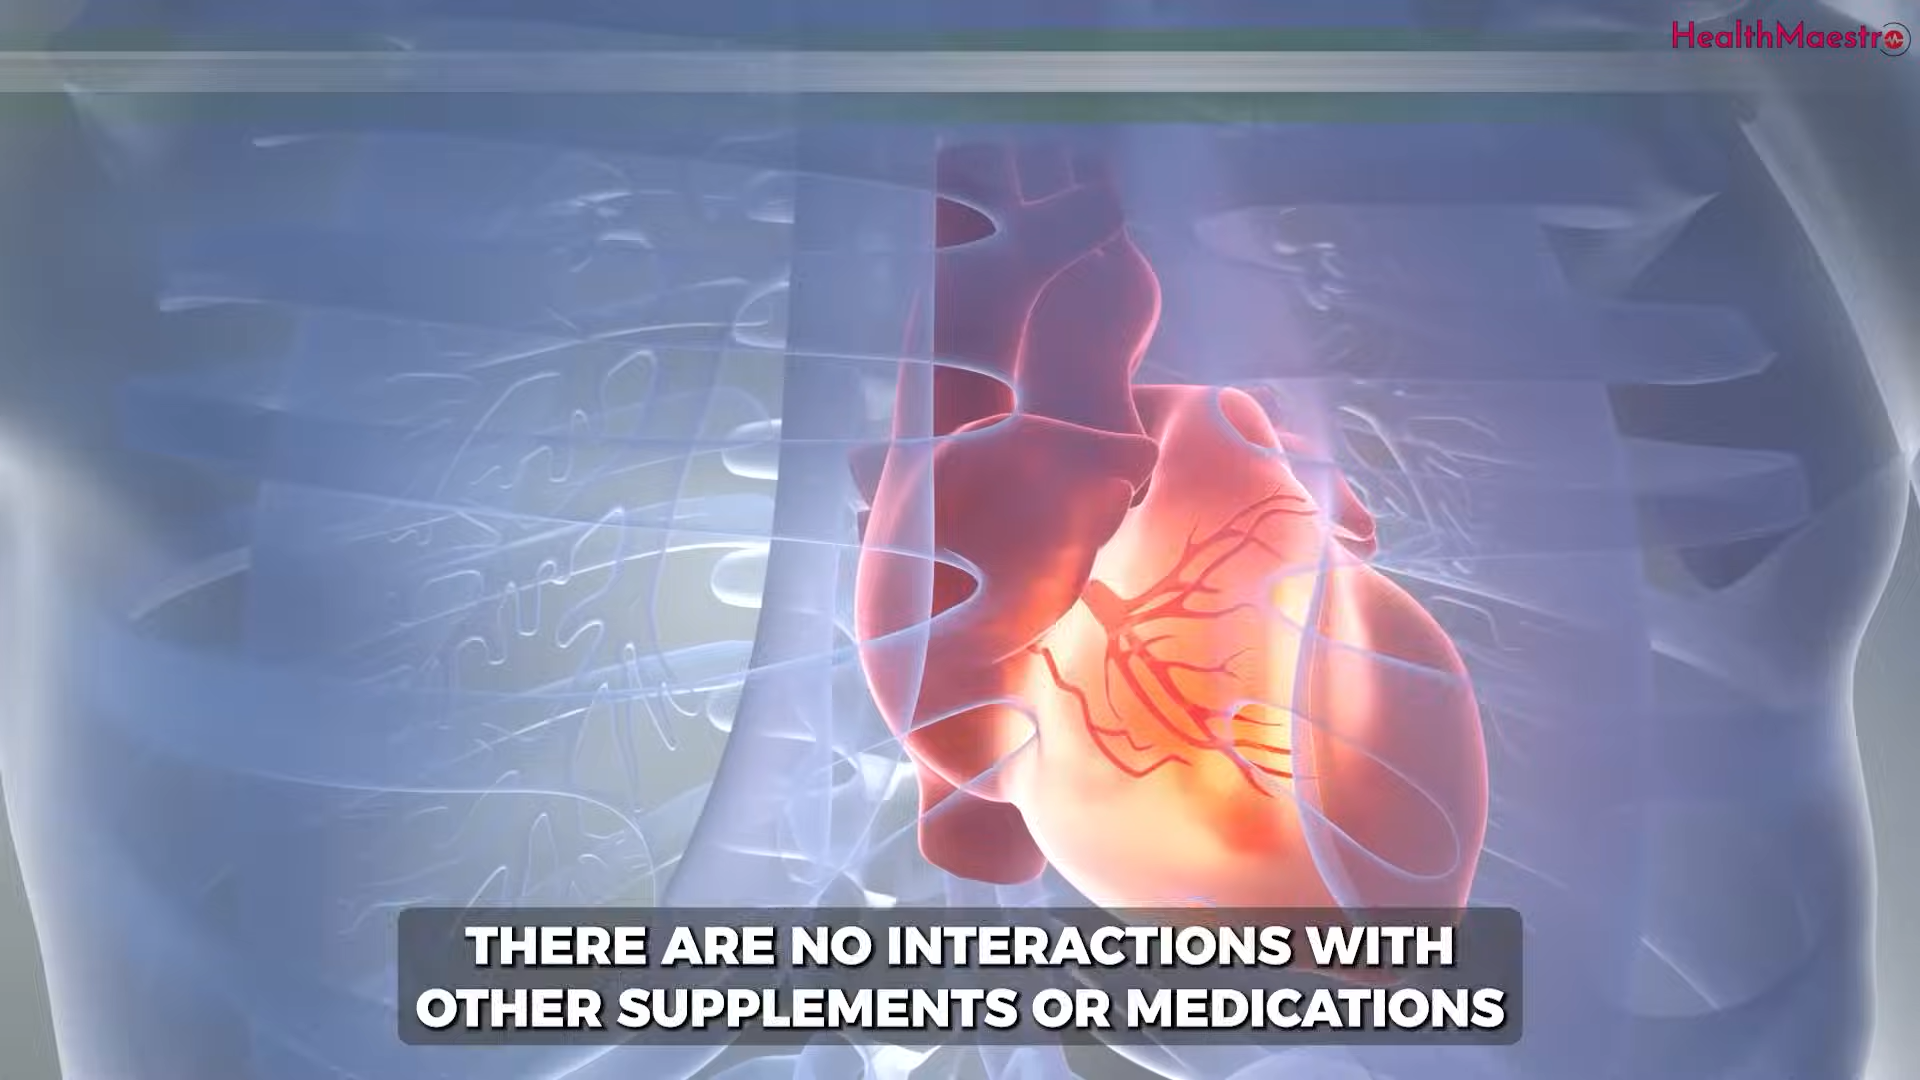 HealthMaestro
THERE ARE NO INTERACTIONS WITH
OTHER SUPPLEMENTS OR MEDICATIONS